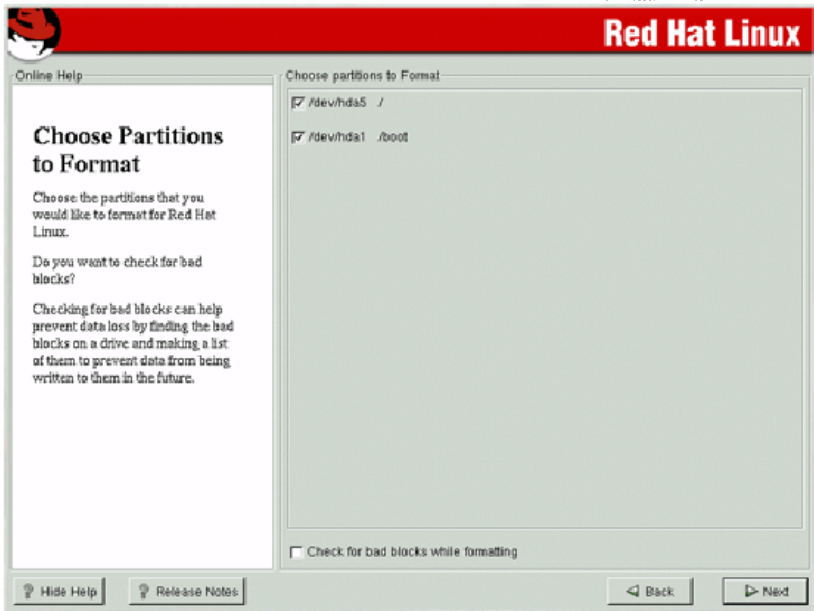 Red Hat Linux
Online Help
Choose Partitions
to Format
Choose the partitions that you
would like to format for Red Hat
Linux.
Do you want to check for bad
blocks?
Checking for bad blocks can help
prevent data loss by finding the bad
blocks on a drive and making a list
of them to prevent data from being
written to them in the future.
Choose partitions to Format
/dev/hda5 ./
/dev/hda1 ./boot
Check for bad blocks while formatting
Hide Help
Release Notes
Back
Next